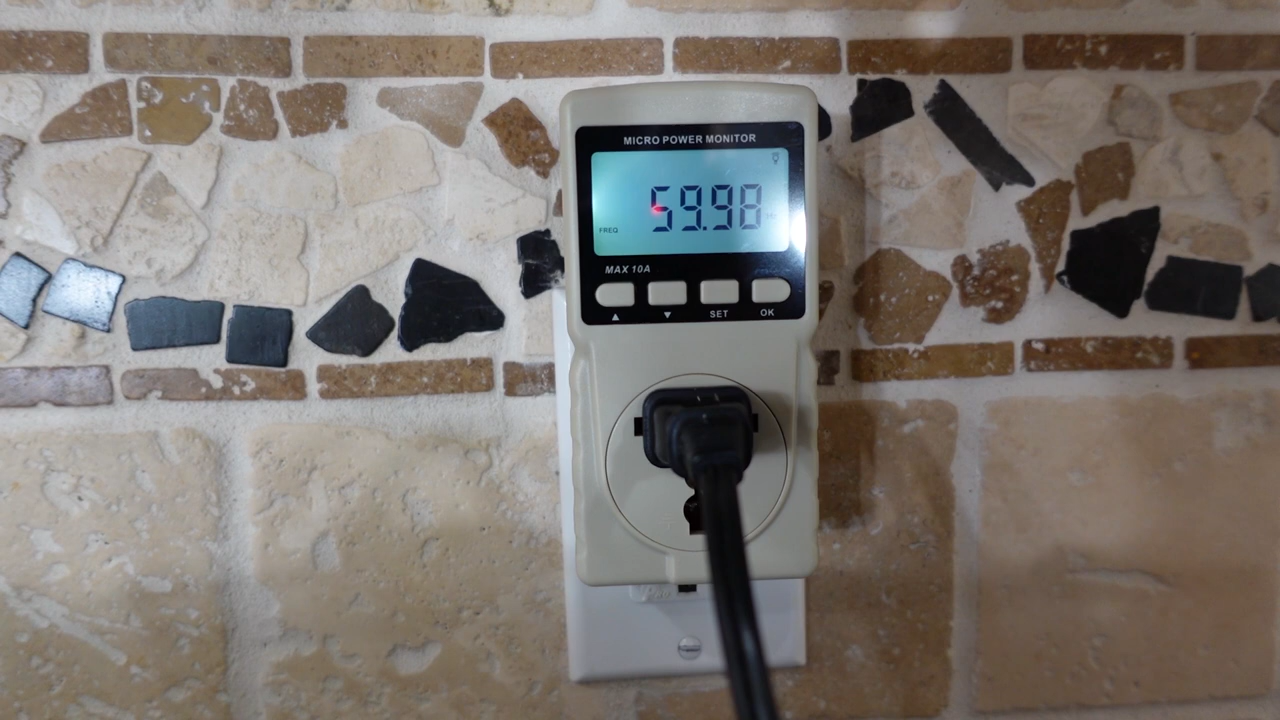 MICRO POWER MONITOR
59.98
FREQ
MAX 10A
▲ ▼ SET OK